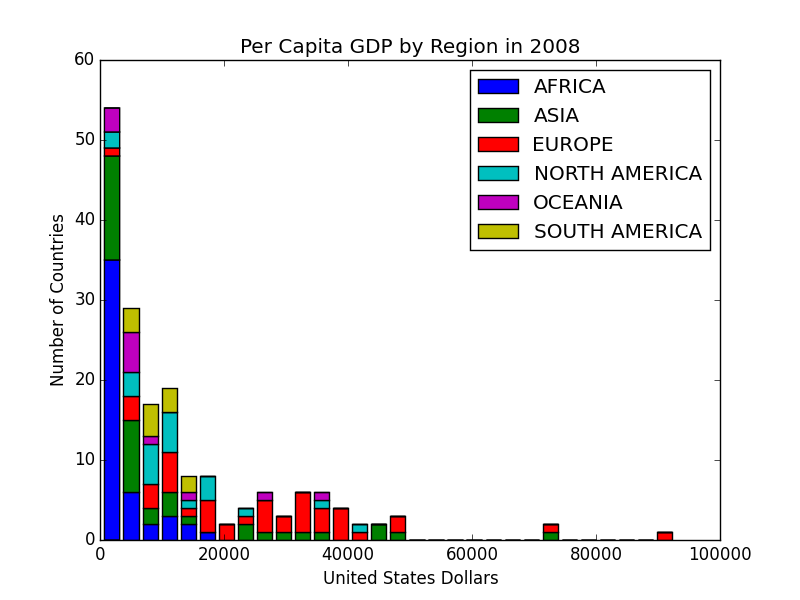 Per Capita GDP by Region in 2008
60
50
40
30
20
10
0
Number of Countries
AFRICA
ASIA
EUROPE
NORTH AMERICA
OCEANIA
SOUTH AMERICA
0 20000 40000 60000 80000 100000
United States Dollars